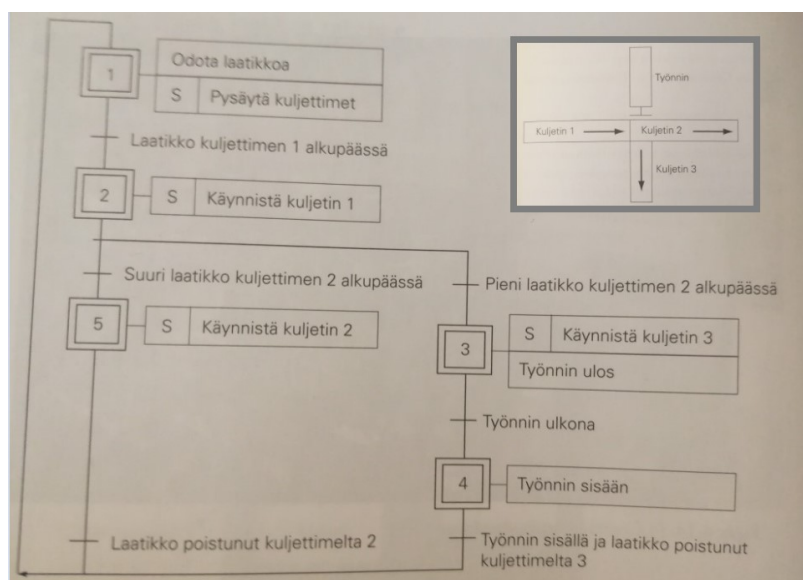 1
Odota laatikkoa
S Pysäytä kuljettimet
Laatikko kuljettimen 1 alkupäässä
2
S Käynnistä kuljetin 1
Suuri laatikko kuljettimen 2 alkupäässä
5
S Käynnistä kuljetin 2
Pieni laatikko kuljettimen 2 alkupäässä
3
S Käynnistä kuljetin 3
Työnnin ulos
Työnnin ulkona
4
Työnnin sisään
Laatikko poistunut kuljettimelta 2
Työnnin sisällä ja laatikko poistunut
kuljettimelta 3
Työnnin
Kuljetin 1
Kuljetin 2
Kuljetin 3